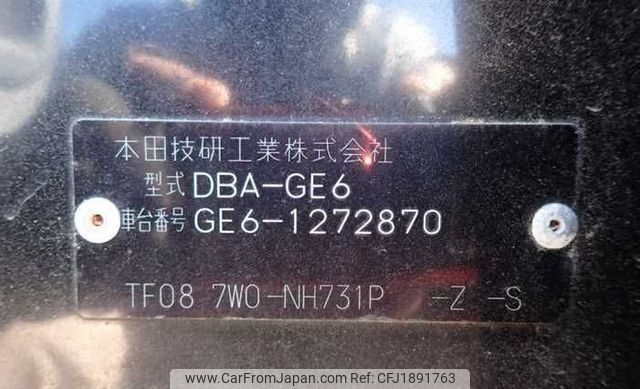 本田技研工業株式会社
型式 DBA-GE6
車台番号 GE6-1272870
TF08 7W0-NH731P -Z -S
www.CarFromJapan.com Ref: CFJ1891763